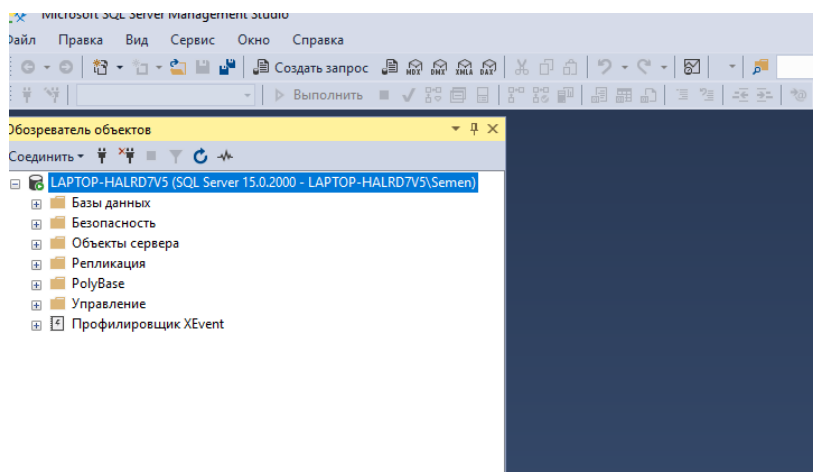 Microsoft SQL Server Management Studio
Файл Правка Вид Сервис Окно Справка
Создать запрос MDX DMX XMLA DAX
Выполнить
Обозреватель объектов
Соединить
LAPTOP-HALRD7V5 (SQL Server 15.0.2000 - LAPTOP-HALRD7V5\Semen)
Базы данных
Безопасность
Объекты сервера
Репликация
PolyBase
Управление
Профилировщик XEvent